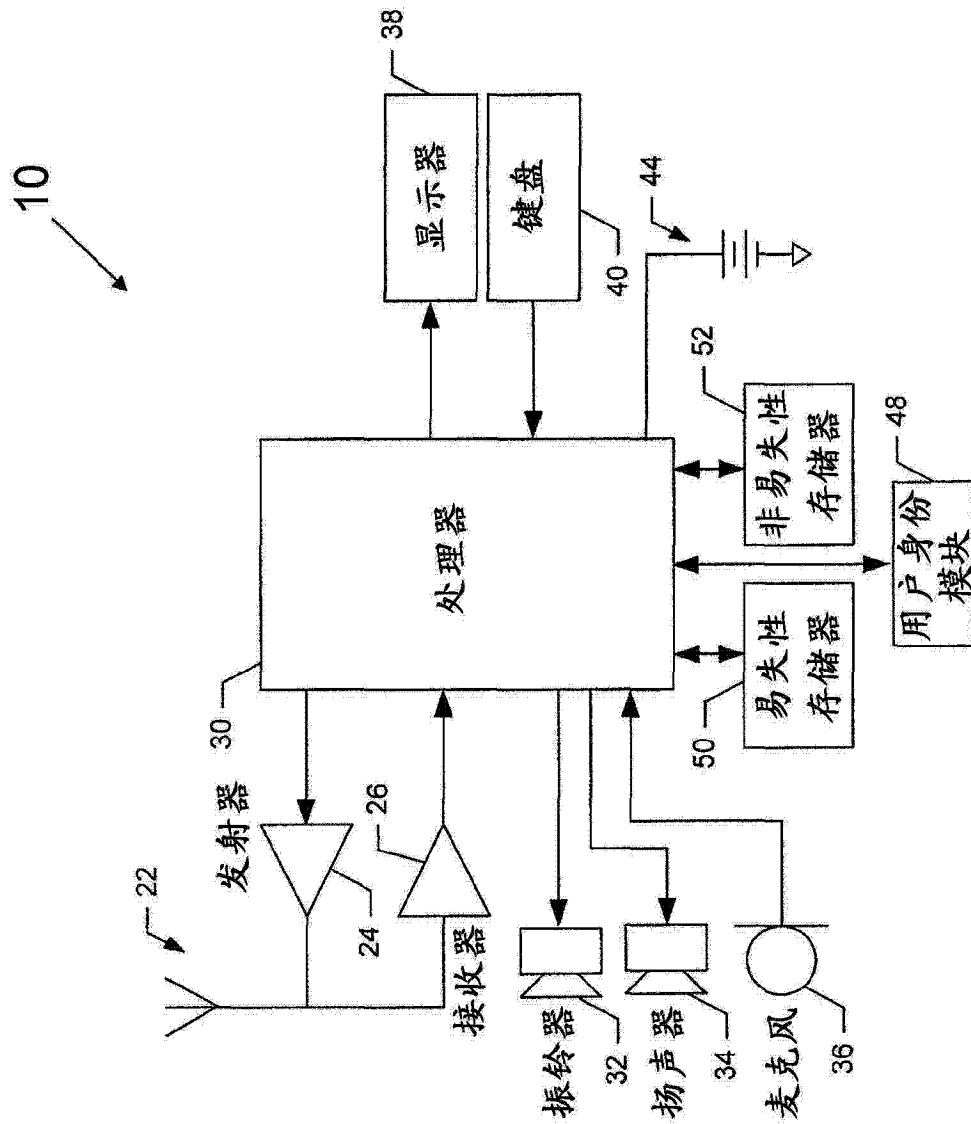 10
22
发射器
24
26
接收器
30
处理器
显示器
38
键盘
40
44
振铃器
32
扬声器
34
麦克风
36
易失性
存储器
50
非易失性
存储器
52
用户身份
模块
48